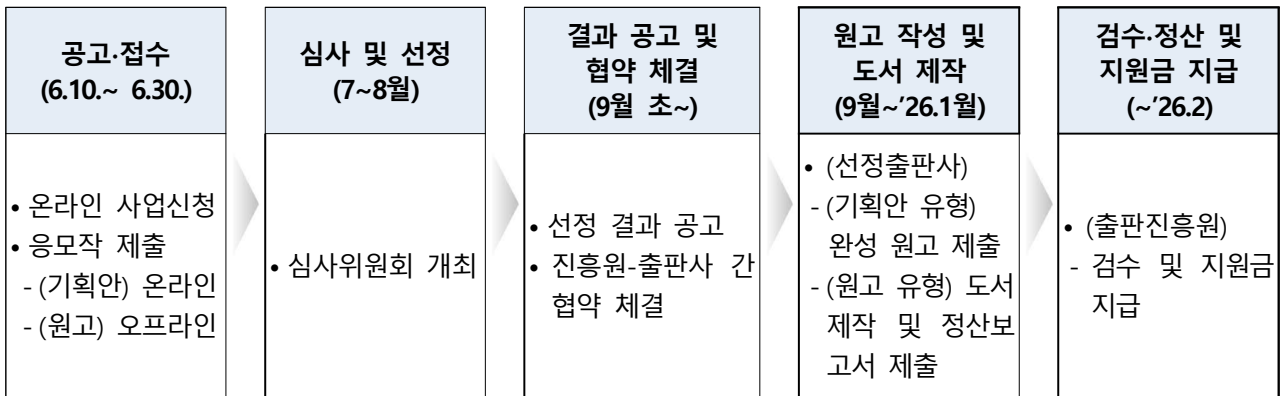 공고·접수
(6.10.~ 6.30.)
• 온라인 사업신청
• 응모작 제출
- (기획안) 온라인
- (원고) 오프라인
심사 및 선정
(7~8월)
• 심사위원회 개최
결과 공고 및
협약 체결
(9월 초~)
• 선정 결과 공고
• 진흥원-출판사 간
협약 체결
원고 작성 및
도서 제작
(9월~'26.1월)
• (선정출판사)
- (기획안 유형)
완성 원고 제출
- (원고 유형) 도서
제작 및 정산보
고서 제출
검수·정산 및
지원금 지급
(~'26.2)
• (출판진흥원)
- 검수 및 지원금
지급